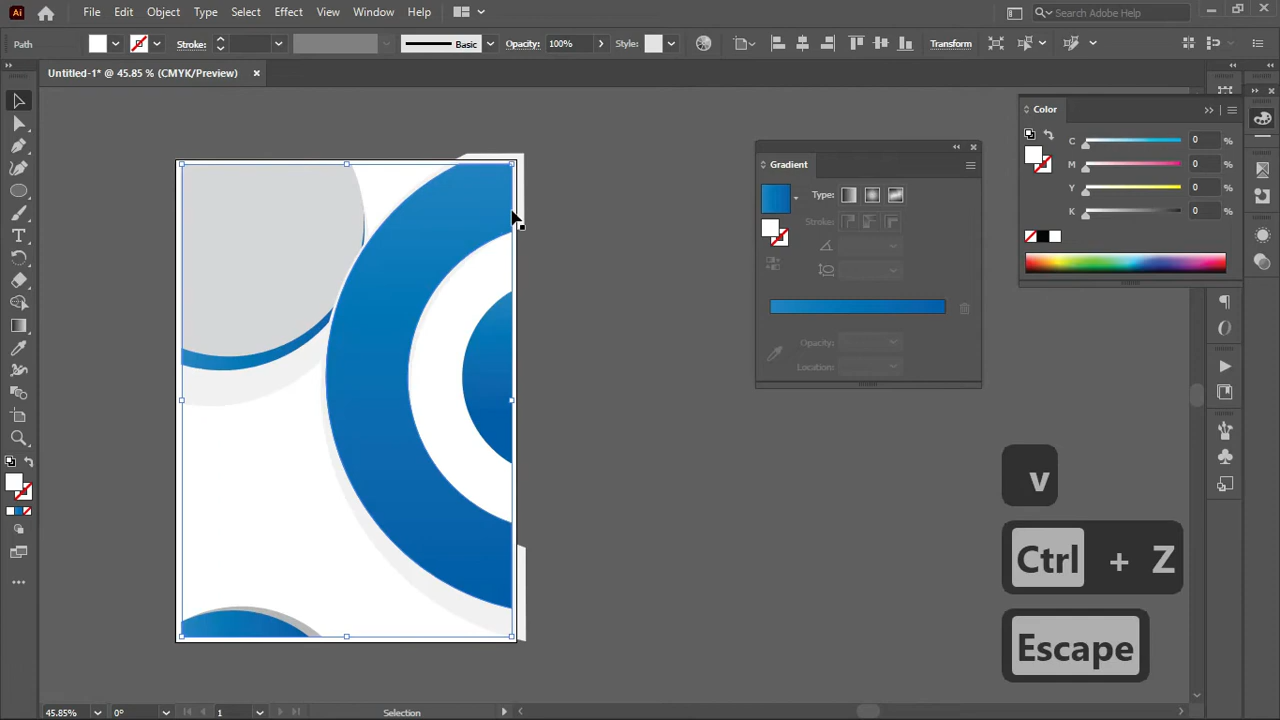 Ai File Edit Object Type Select Effect View Window Help Search Adobe Help
Path Stroke: Basic Opacity: 100% Style: Transform
Untitled-1* @ 45.85 % (CMYK/Preview)
Color
C 0 %
M 0 %
Y 0 %
K 0 %
Gradient
Type:
Stroke:
Opacity:
Location:
v
Ctrl + Z
Escape
45.85% 0° 1 Selection